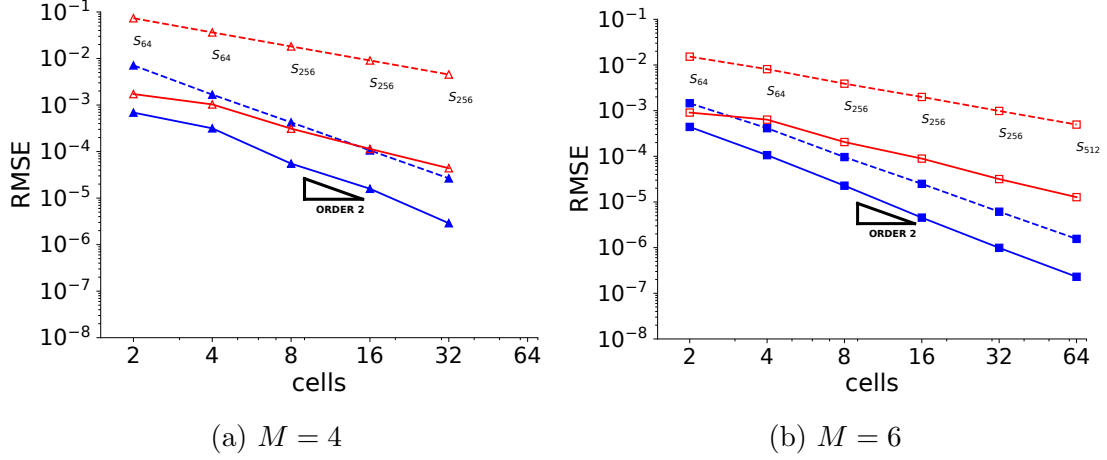 10⁻¹
10⁻²
10⁻³
10⁻⁴
10⁻⁵
10⁻⁶
10⁻⁷
10⁻⁸
RMSE
S₆₄
S₆₄
S₂₅₆
S₂₅₆
S₂₅₆
ORDER 2
2 4 8 16 32 64
cells
(a) M = 4
10⁻¹
10⁻²
10⁻³
10⁻⁴
10⁻⁵
10⁻⁶
10⁻⁷
10⁻⁸
RMSE
S₆₄
S₆₄
S₂₅₆
S₂₅₆
S₂₅₆
S₅₁₂
ORDER 2
2 4 8 16 32 64
cells
(b) M = 6